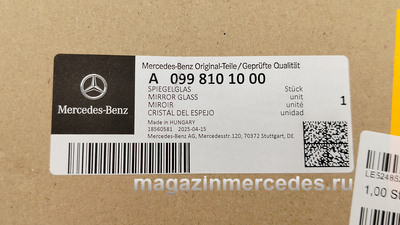 Mercedes-Benz Original-Teile/Geprüfte Qualität
A 099 810 10 00
SPIEGELGLAS Stück
MIRROR GLASS unit
MIROIR unité 1
CRISTAL DEL ESPEJO unidad
Mercedes-Benz
Made in HUNGARY
18560581 2025-04-15
Mercedes-Benz AG, Mercedesstr.120, 70372 Stuttgart, DE
magazinmercedes.ru
1,00 St